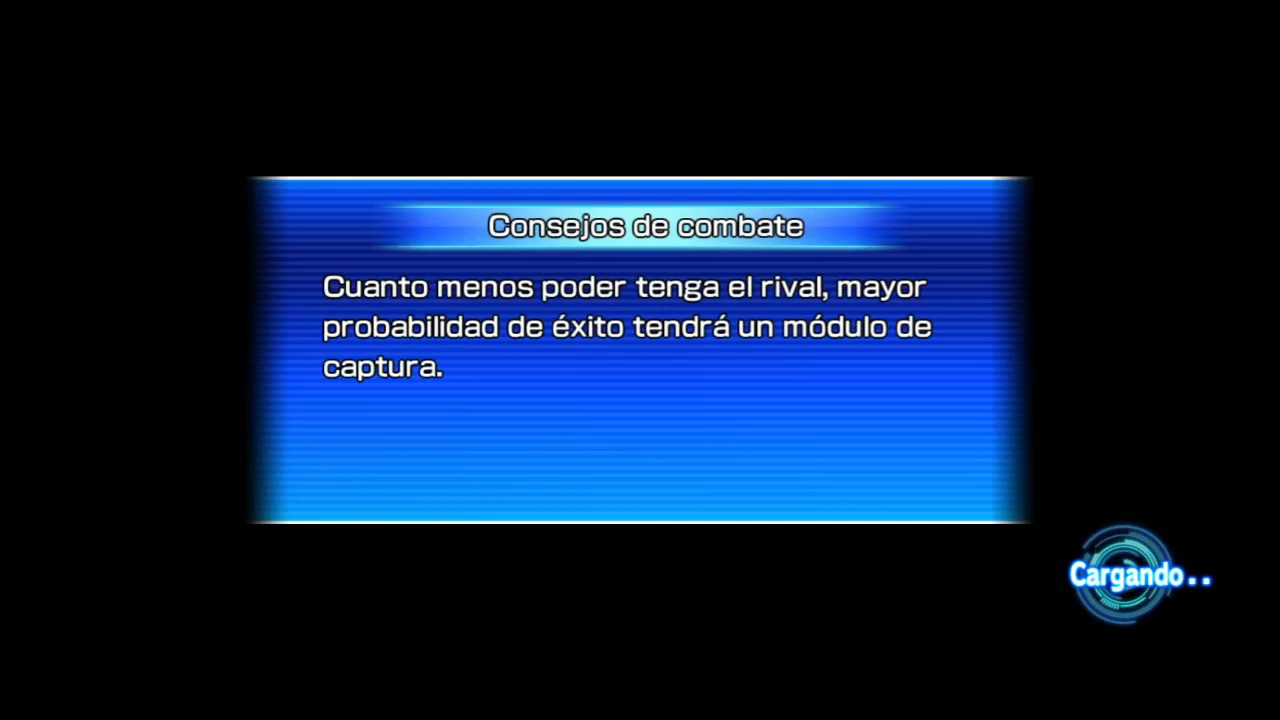 Consejos de combate
Cuanto menos poder tenga el rival, mayor
probabilidad de éxito tendrá un módulo de
captura.
Cargando..